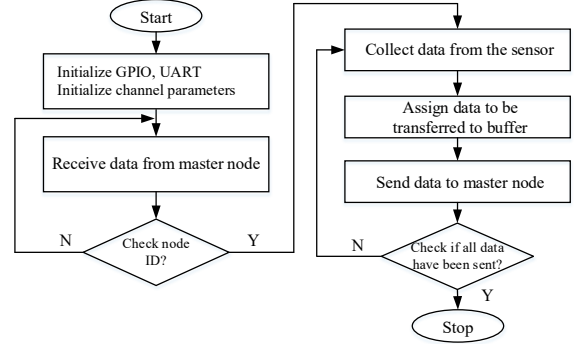 Start
Initialize GPIO, UART
Initialize channel parameters
Receive data from master node
Check node
ID?
N
Y
Collect data from the sensor
Assign data to be
transferred to buffer
Send data to master node
Check if all data
have been sent?
N
Y
Stop